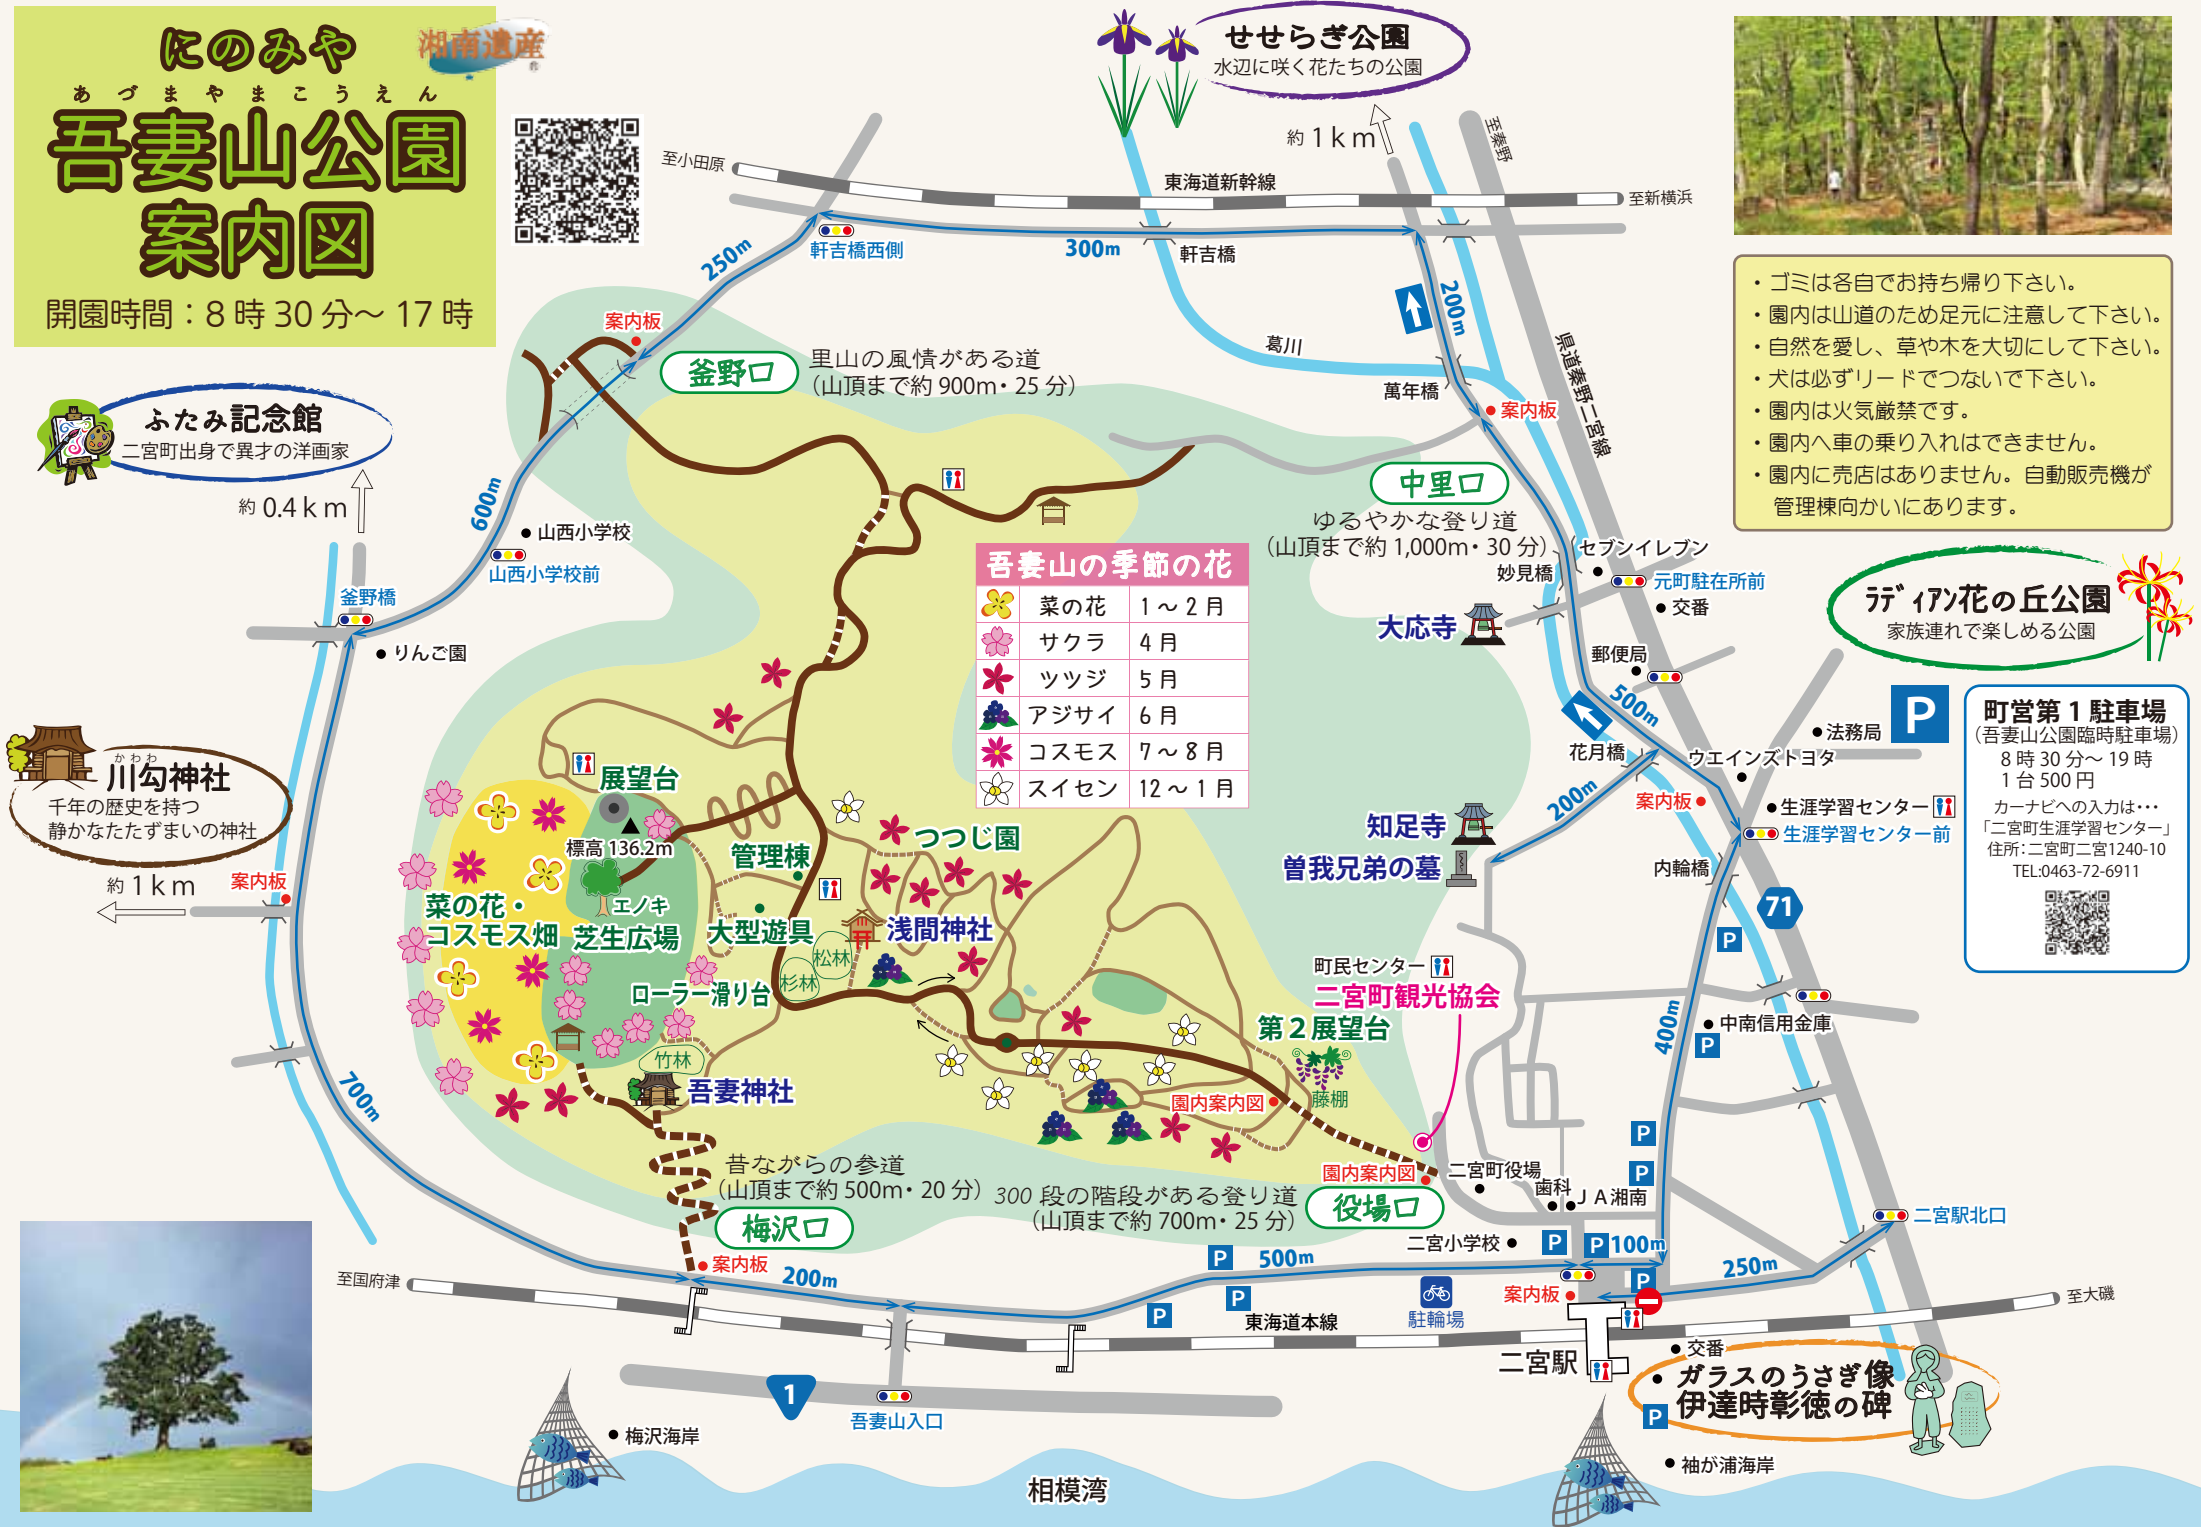 にのみや
湘南遺産
あづまやまこうえん
吾妻山公園
案内図
開園時間：8時30分～17時
せせらぎ公園
水辺に咲く花たちの公園
約1km
至秦野
至小田原
東海道新幹線
至新横浜
軒吉橋西側
250m
300m
軒吉橋
200m
葛川
萬年橋
案内板
県道秦野二宮線
・ゴミは各自でお持ち帰り下さい。
・園内は山道のため足元に注意して下さい。
・自然を愛し、草や木を大切にして下さい。
・犬は必ずリードでつないで下さい。
・園内は火気厳禁です。
・園内へ車の乗り入れはできません。
・園内に売店はありません。自動販売機が
管理棟向かいにあります。
案内板
釜野口
里山の風情がある道
(山頂まで約900m・25分)
ふたみ記念館
二宮町出身で異才の洋画家
約0.4km
600m
山西小学校
山西小学校前
釜野橋
りんご園
中里口
ゆるやかな登り道
(山頂まで約1,000m・30分)
妙見橋
セブンイレブン
元町駐在所前
交番
大応寺
郵便局
500m
花月橋
200m
吾妻山の季節の花
菜の花 1～2月
サクラ 4月
ツツジ 5月
アジサイ 6月
コスモス 7～8月
スイセン 12～1月
ラディアン花の丘公園
家族連れで楽しめる公園
P
町営第1駐車場
(吾妻山公園臨時駐車場)
8時30分～19時
1台500円
カーナビへの入力は・・・
「二宮町生涯学習センター」
住所：二宮町二宮1240-10
TEL:0463-72-6911
法務局
ウエインズトヨタ
案内板
生涯学習センター
生涯学習センター前
内輪橋
71
P
かわわ
川勾神社
千年の歴史を持つ
静かなたたずまいの神社
約1km
案内板
展望台
標高136.2m
エノキ
菜の花・
コスモス畑
芝生広場
管理棟
大型遊具
つつじ園
浅間神社
松林
杉林
ローラー滑り台
竹林
吾妻神社
知足寺
曽我兄弟の墓
町民センター
二宮町観光協会
第2展望台
藤棚
園内案内図
園内案内図
400m
中南信用金庫
P
P
P
700m
昔ながらの参道
(山頂まで約500m・20分)
梅沢口
案内板
300段の階段がある登り道
(山頂まで約700m・25分)
役場口
二宮町役場
歯科
JA湘南
二宮小学校
P
P
100m
二宮駅北口
250m
P
500m
P
P
P
200m
至国府津
東海道本線
駐輪場
案内板
至大磯
二宮駅
交番
ガラスのうさぎ像
伊達時彰徳の碑
P
1
吾妻山入口
梅沢海岸
相模湾
袖が浦海岸